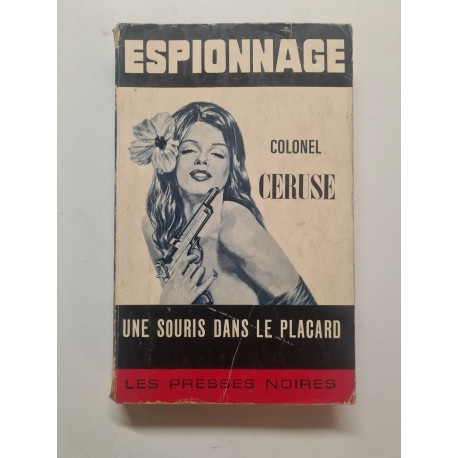 ESPIONNAGE
COLONEL
CERUSE
UNE SOURIS DANS LE PLACARD
LES PRESSES NOIRES